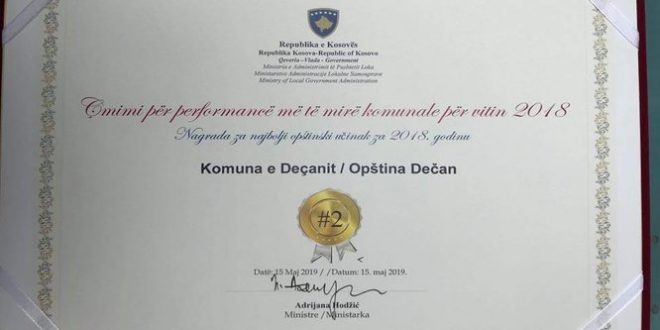 Republika e Kosovës
Republika Kosova-Republic of Kosovo
Qeveria-Vlada - Government
Ministria e Administrimit të Pushtetit Lokal
Ministarstvo Administracije Lokalne Samouprave
Ministry of Local Government Administration
Çmimi për performancë më të mirë komunale për vitin 2018
Nagrada za najbolji opštinski učinak za 2018. godinu
Komuna e Deçanit / Opština Dečan
#2
Datë: 15 Maj 2019 / /Datum: 15. maj 2019.
Adrijana Hodžić
Ministre / Ministarka